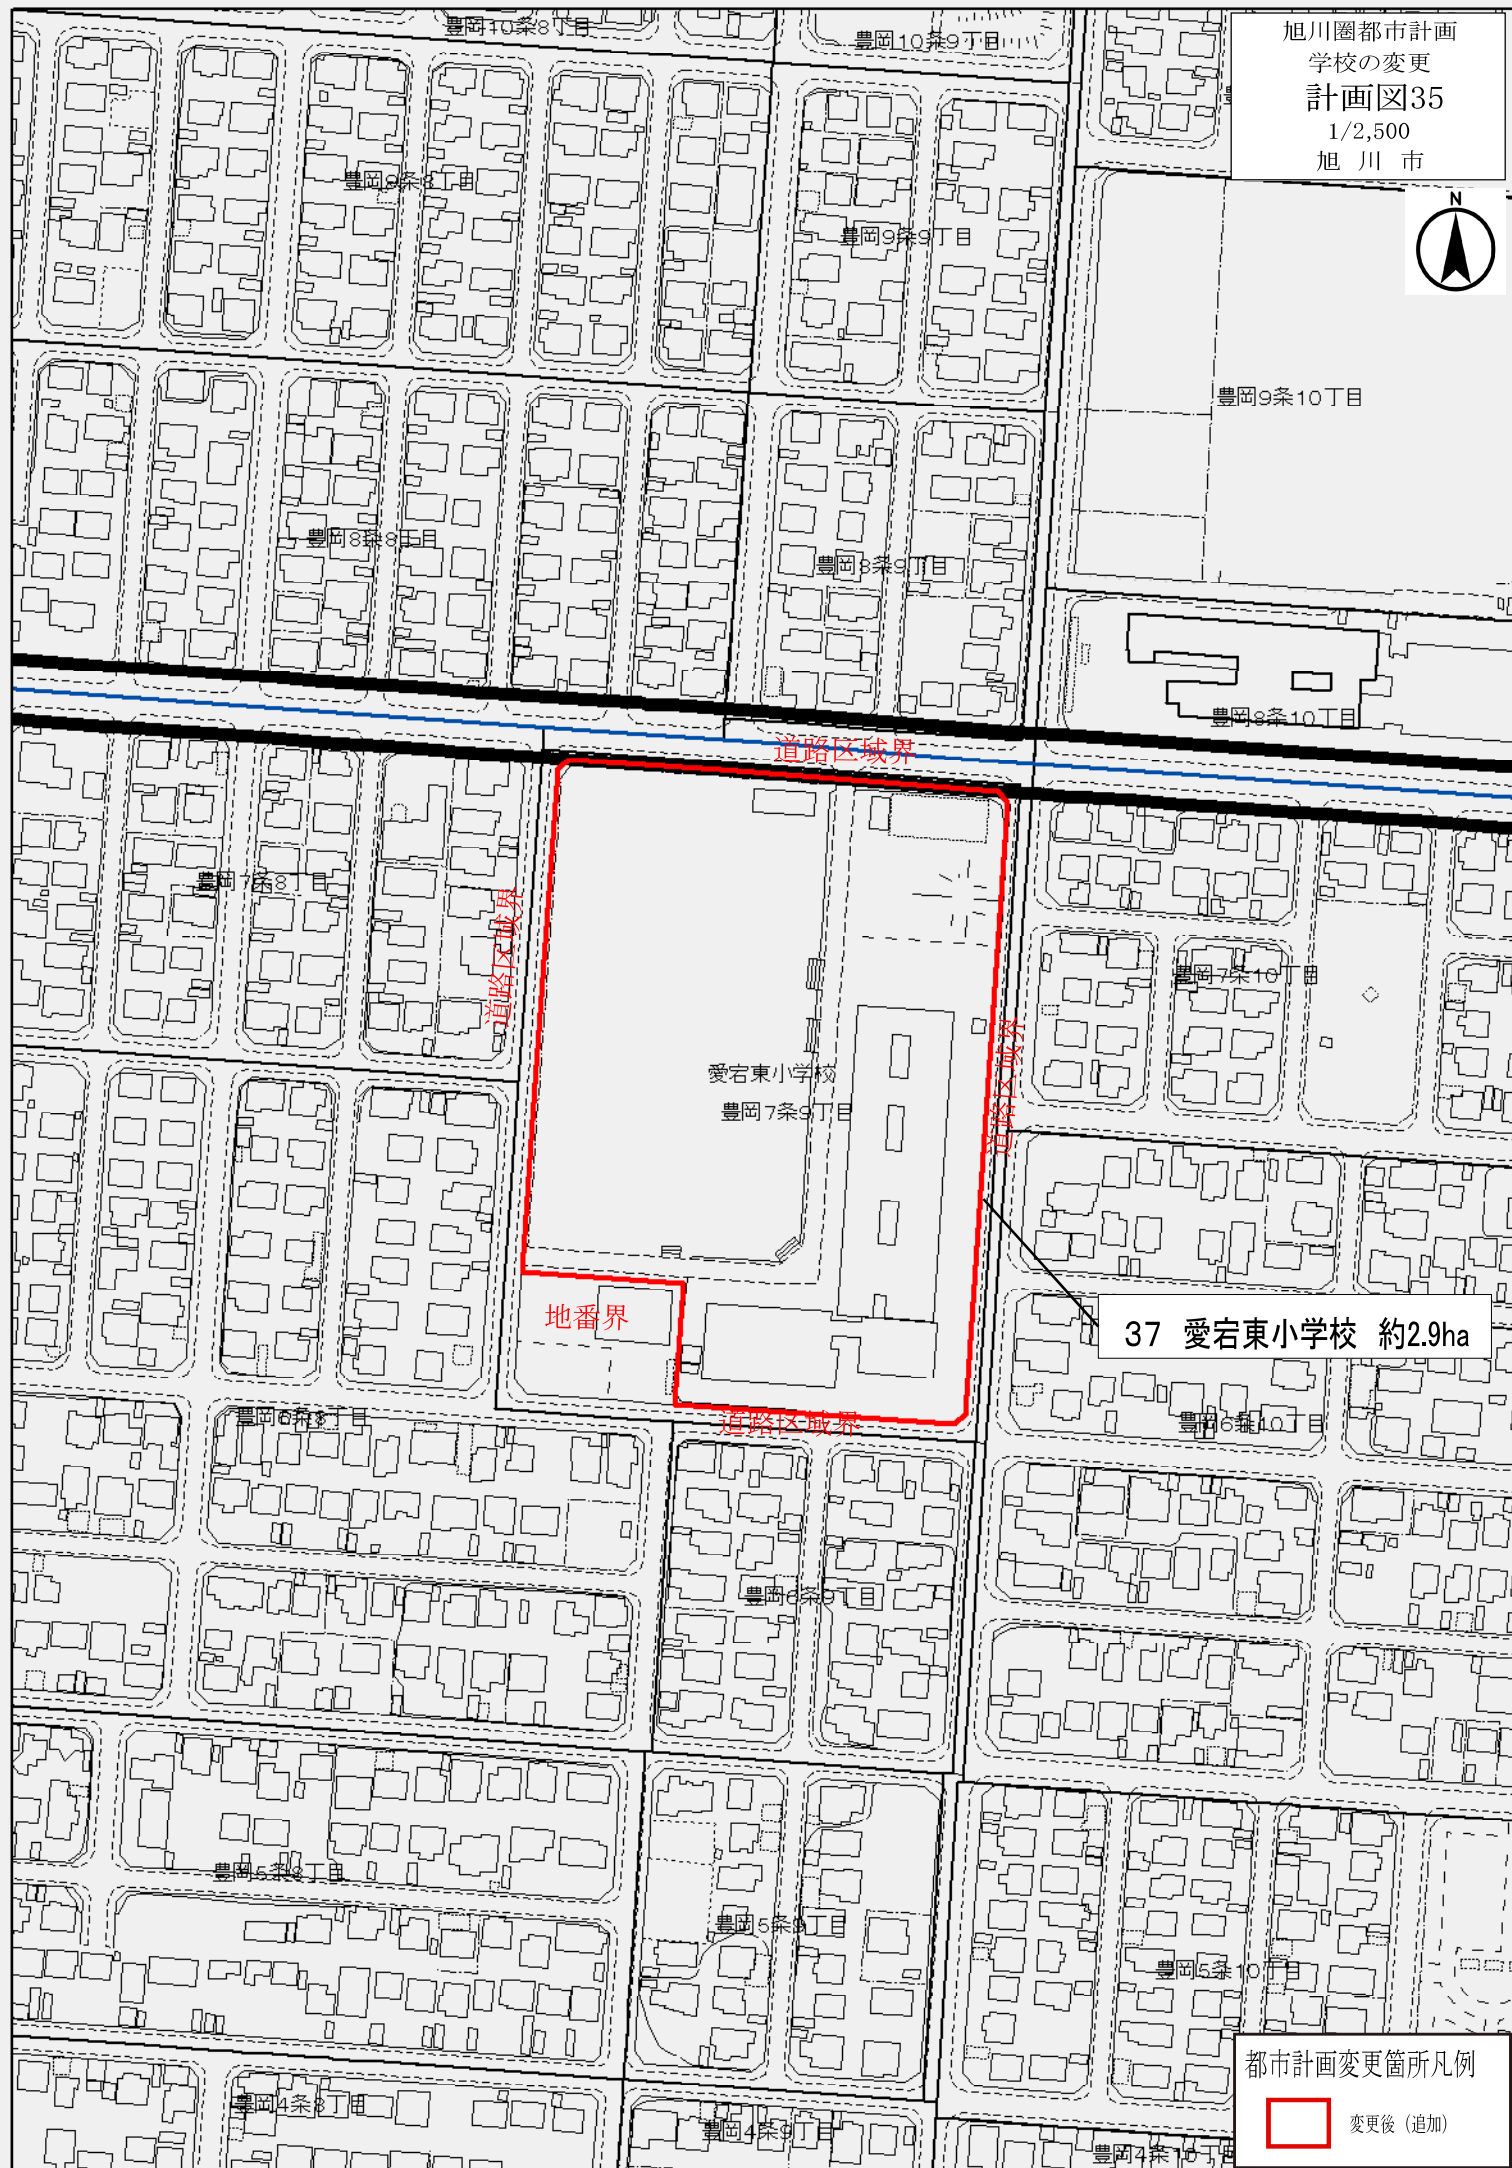 豊岡10条8丁目
豊岡10条9丁目
旭川圏都市計画
学校の変更
計画図35
1/2,500
旭川市
N
豊岡9条8丁目
豊岡9条9丁目
豊岡9条10丁目
豊岡8条8丁目
豊岡8条9丁目
豊岡8条10丁目
道路区域界
豊岡7条8丁目
道路区域界
豊岡7条10丁目
道路区域界
愛宕東小学校
豊岡7条9丁目
地番界
37 愛宕東小学校 約2.9ha
道路区域界
豊岡6条8丁目
豊岡6条10丁目
豊岡6条9丁目
豊岡5条8丁目
豊岡5条9丁目
豊岡5条10丁目
都市計画変更箇所凡例
変更後（追加）
豊岡4条8丁目
豊岡4条9丁目
豊岡4条10丁目